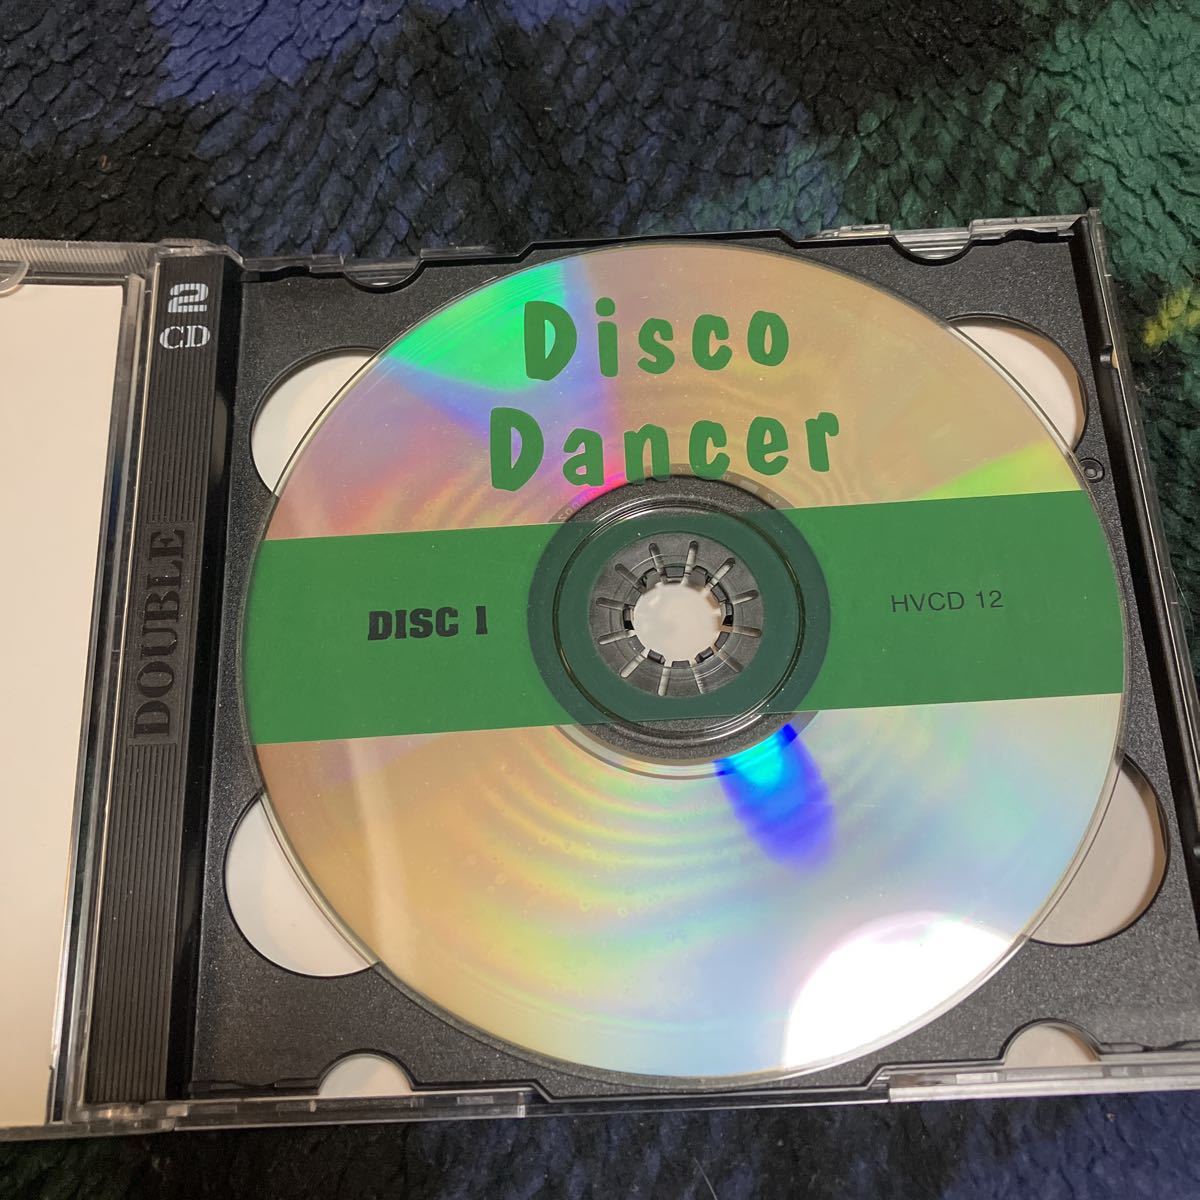 2
CD
DOUBLE
Disco
Dancer
DISC 1
HVCD 12